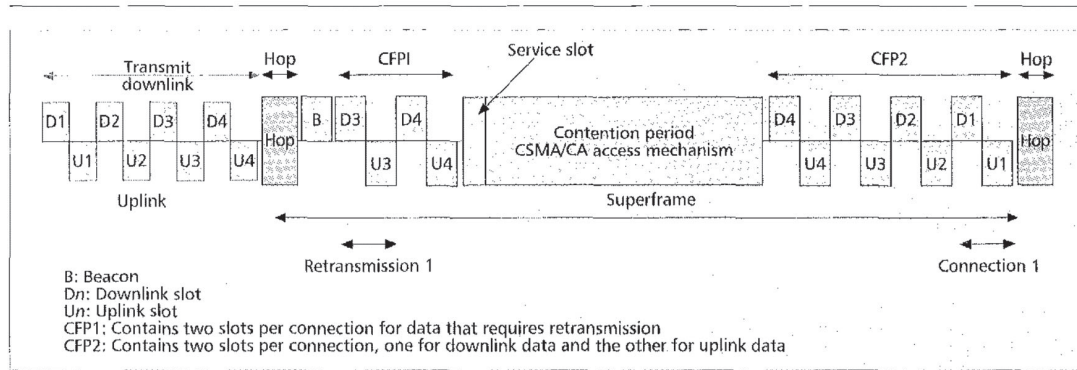 Transmit
downlink
Hop
CFP1
Service slot
CFP2
Hop
D1 D2 D3 D4
Hop
B D3 D4
Contention period
CSMA/CA access mechanism
D4 D3 D2 D1
Hop
U1 U2 U3 U4
U3 U4
U4 U3 U2 U1
Uplink
Superframe
Retransmission 1
Connection 1
B: Beacon
Dn: Downlink slot
Un: Uplink slot
CFP1: Contains two slots per connection for data that requires retransmission
CFP2: Contains two slots per connection, one for downlink data and the other for uplink data